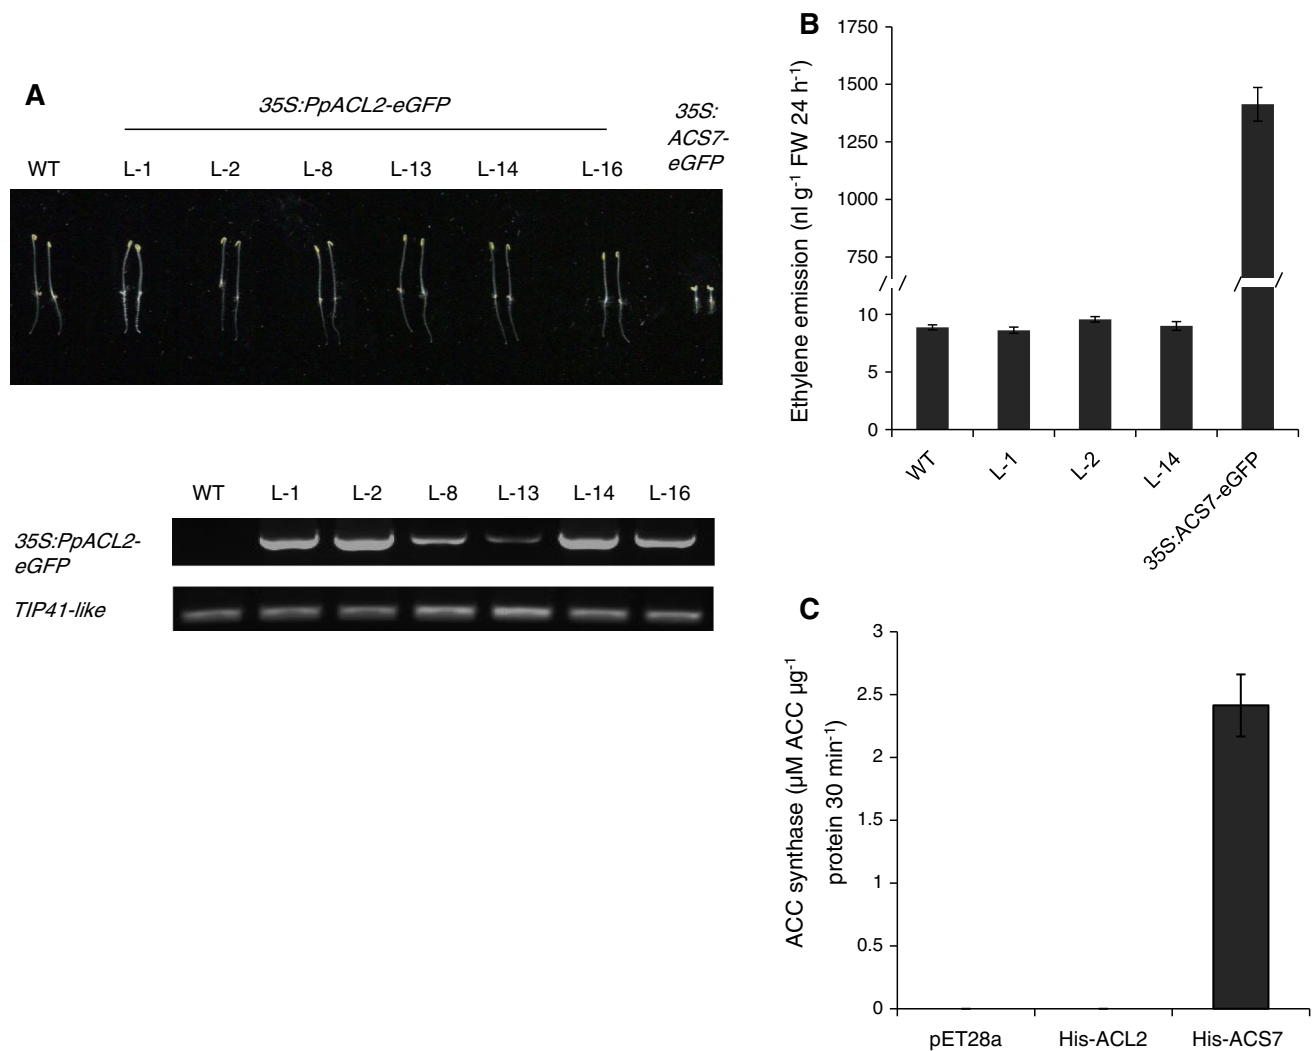 A
35S:PpACL2-eGFP
35S:
ACS7-
eGFP
WT L-1 L-2 L-8 L-13 L-14 L-16
WT L-1 L-2 L-8 L-13 L-14 L-16
35S:PpACL2-
eGFP
TIP41-like
B
Ethylene emission (nl g⁻¹ FW 24 h⁻¹)
1750
1500
1250
1000
750
10
5
0
WT L-1 L-2 L-14 35S:ACS7-eGFP
C
ACC synthase (µM ACC µg⁻¹
protein 30 min⁻¹)
3
2.5
2
1.5
1
0.5
0
pET28a His-ACL2 His-ACS7